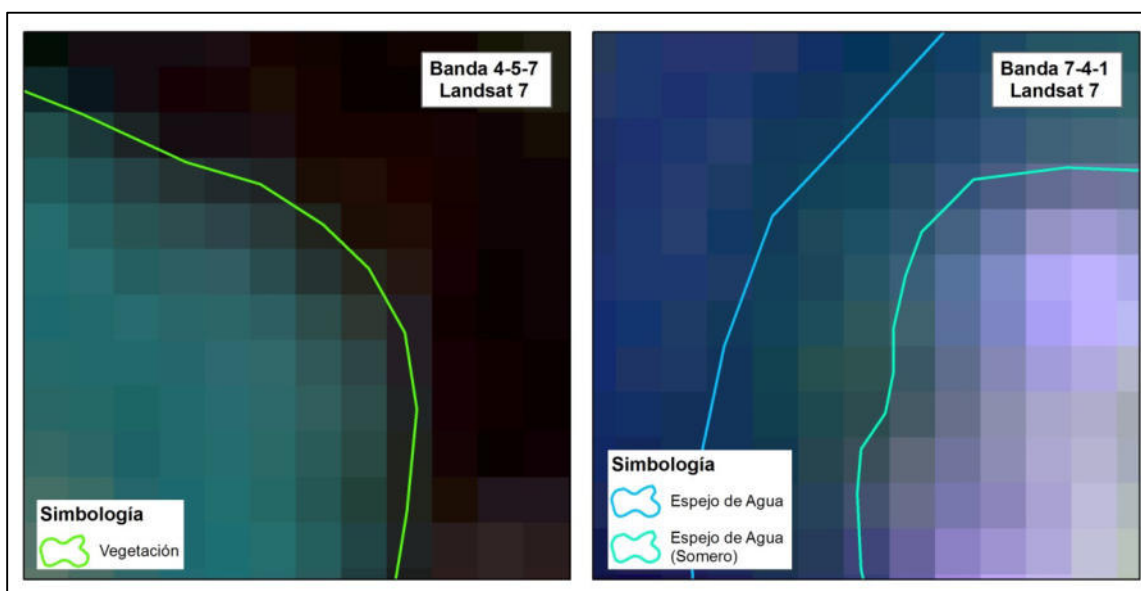 Banda 4-5-7
Landsat 7
Simbología
Vegetación
Banda 7-4-1
Landsat 7
Simbología
Espejo de Agua
Espejo de Agua
(Somero)